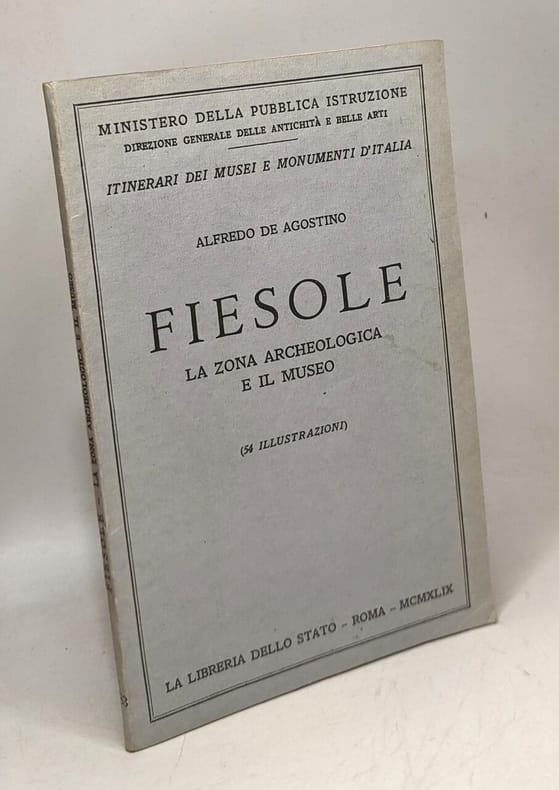 MINISTERO DELLA PUBBLICA ISTRUZIONE
DIREZIONE GENERALE DELLE ANTICHITÀ E BELLE ARTI
ITINERARI DEI MUSEI E MONUMENTI D'ITALIA
ALFREDO DE AGOSTINO
FIESOLE
LA ZONA ARCHEOLOGICA
E IL MUSEO
(54 ILLUSTRAZIONI)
LA LIBRERIA DELLO STATO – ROMA – MCMXLIX
FIESOLE - LA ZONA ARCHEOLOGICA E IL MUSEO